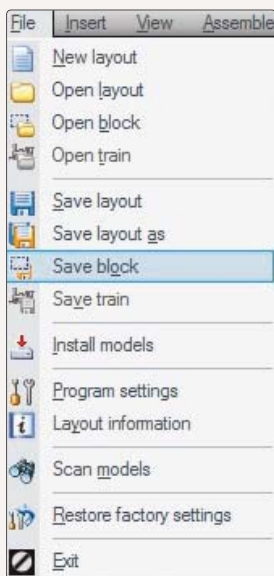 File Insert View Assemble
New layout
Open layout
Open block
Open train
Save layout
Save layout as
Save block
Save train
Install models
Program settings
Layout information
Scan models
Restore factory settings
Exit